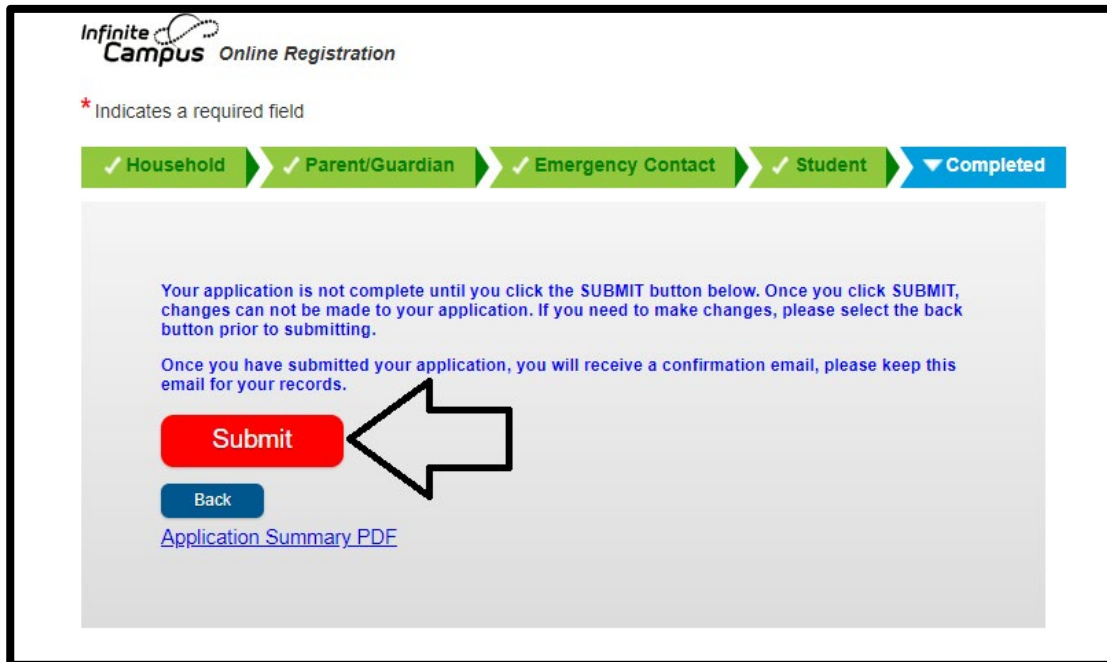 Infinite
Campus Online Registration
* Indicates a required field
Household Parent/Guardian Emergency Contact Student Completed
Your application is not complete until you click the SUBMIT button below. Once you click SUBMIT,
changes can not be made to your application. If you need to make changes, please select the back
button prior to submitting.
Once you have submitted your application, you will receive a confirmation email, please keep this
email for your records.
Submit
Back
Application Summary PDF